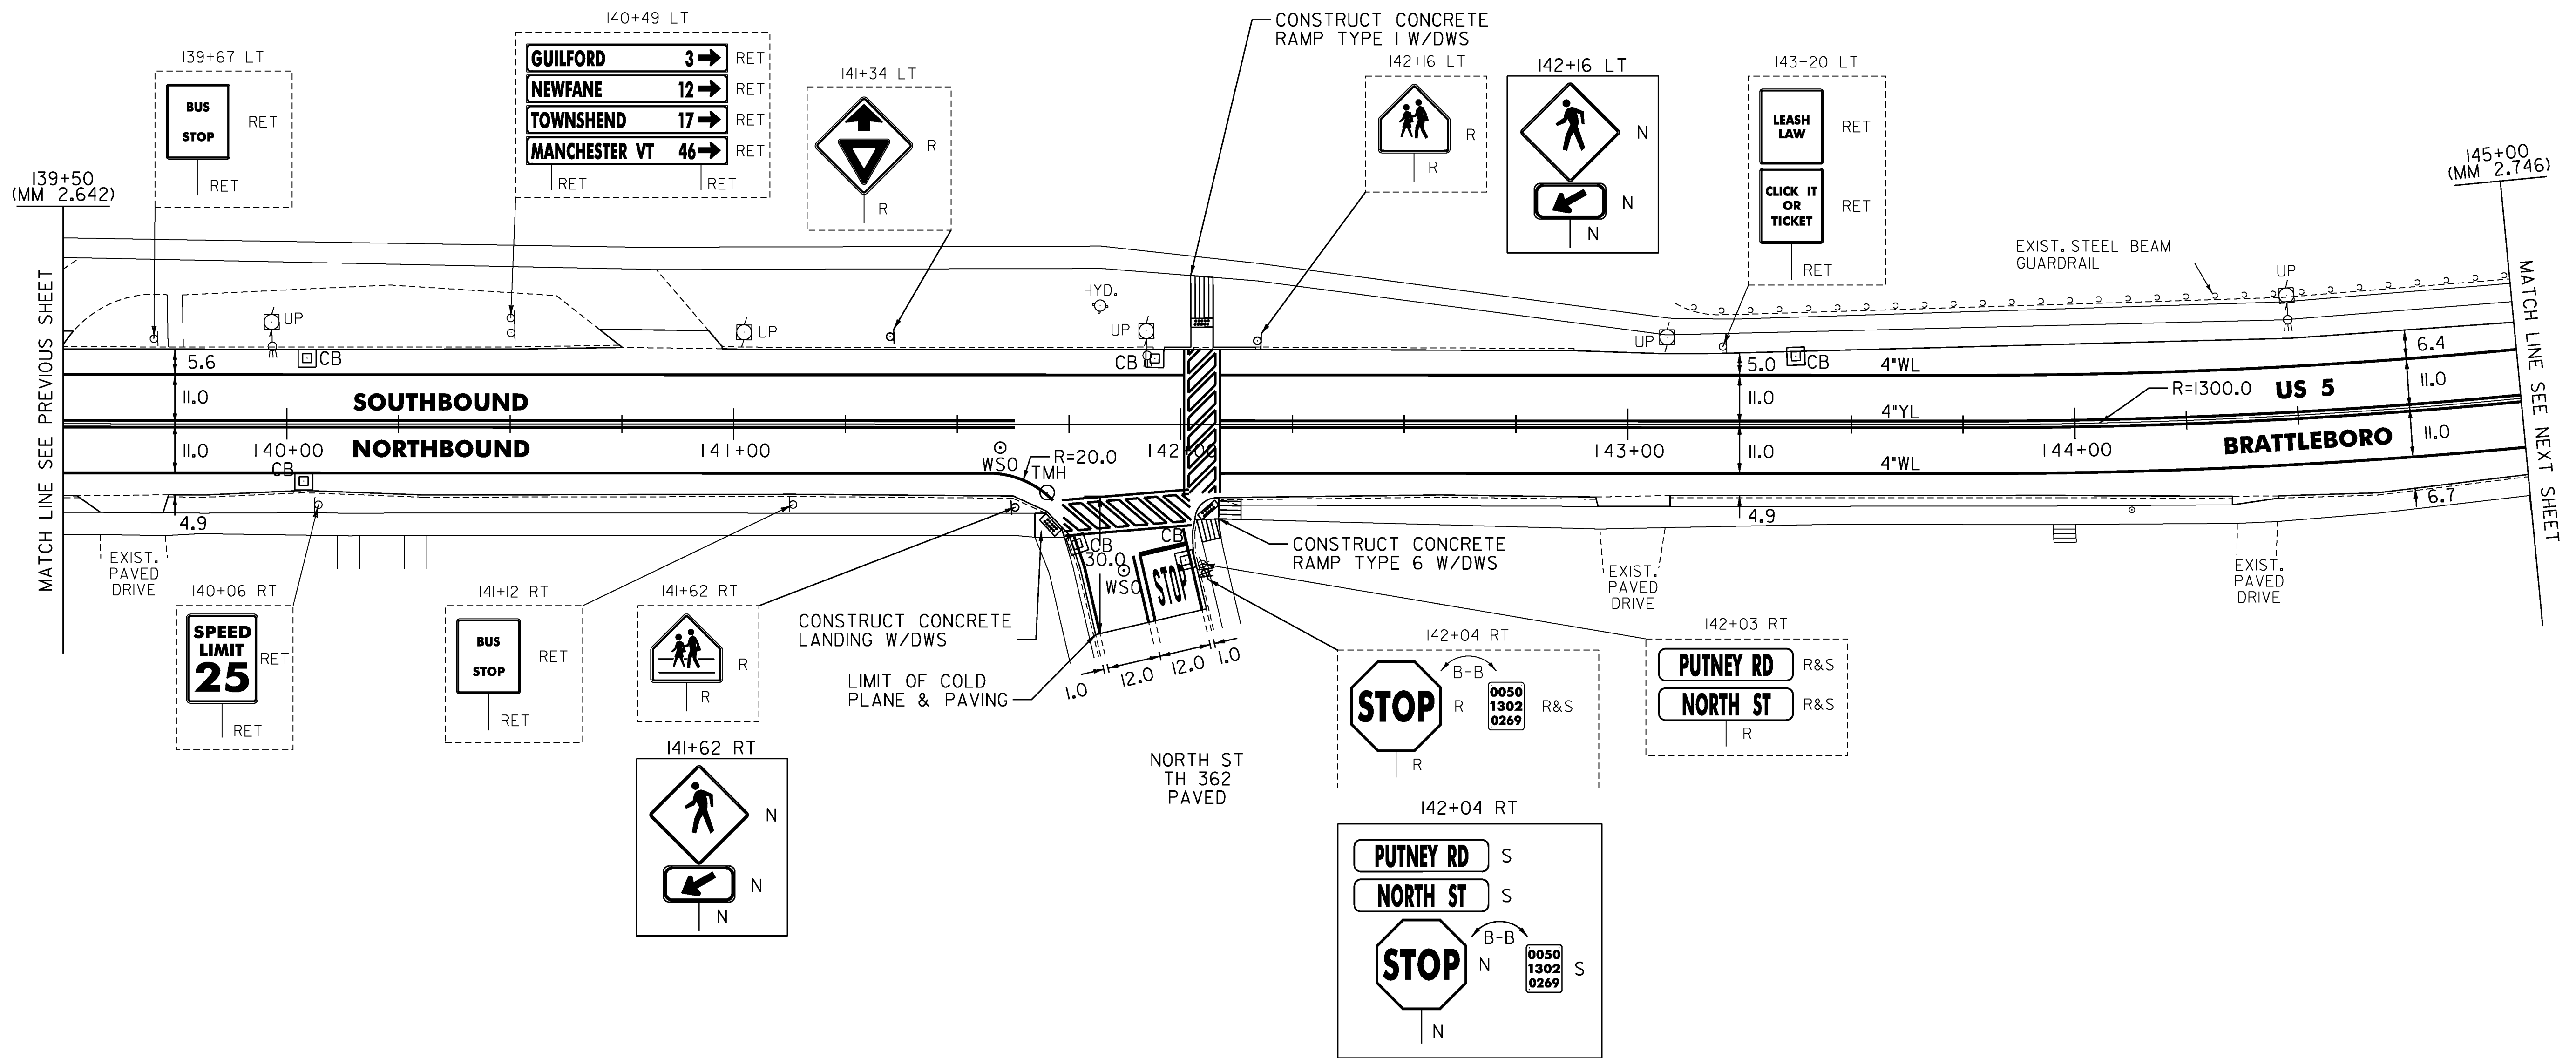 140+49 LT
GUILFORD 3 RET
NEWFANE 12 RET
TOWNSHEND 17 RET
MANCHESTER VT 46 RET
RET RET
CONSTRUCT CONCRETE
RAMP TYPE 1 W/DWS
139+67 LT
BUS
STOP
RET
RET
141+34 LT
R
R
142+16 LT
R
R
142+16 LT
N
N
N
143+20 LT
LEASH
LAW
RET
CLICK IT
OR
TICKET
RET
RET
139+50
(MM 2.642)
145+00
(MM 2.746)
MATCH LINE SEE PREVIOUS SHEET
MATCH LINE SEE NEXT SHEET
EXIST. STEEL BEAM
GUARDRAIL
UP
HYD.
UP
UP
UP
UP
CB
CB
CB
5.6
5.0
4"WL
6.4
11.0
SOUTHBOUND
11.0
R=1300.0
US 5
11.0
4"YL
11.0
NORTHBOUND
11.0
BRATTLEBORO
11.0
140+00
141+00
142+00
143+00
144+00
CB
WSO
R=20.0
TMH
4"WL
4.9
4.9
6.7
EXIST.
PAVED
DRIVE
CB
CB
30.0
WSO
STOP
CONSTRUCT CONCRETE
RAMP TYPE 6 W/DWS
EXIST.
PAVED
DRIVE
EXIST.
PAVED
DRIVE
140+06 RT
SPEED
LIMIT
25
RET
RET
141+12 RT
BUS
STOP
RET
RET
141+62 RT
R
R
CONSTRUCT CONCRETE
LANDING W/DWS
LIMIT OF COLD
PLANE & PAVING
1.0 12.0 12.0 1.0
142+04 RT
STOP
R
B-B
0050
1302
0269
R&S
R
142+03 RT
PUTNEY RD R&S
NORTH ST R&S
R
141+62 RT
N
N
N
NORTH ST
TH 362
PAVED
142+04 RT
PUTNEY RD S
NORTH ST S
STOP
N
B-B
0050
1302
0269
S
N